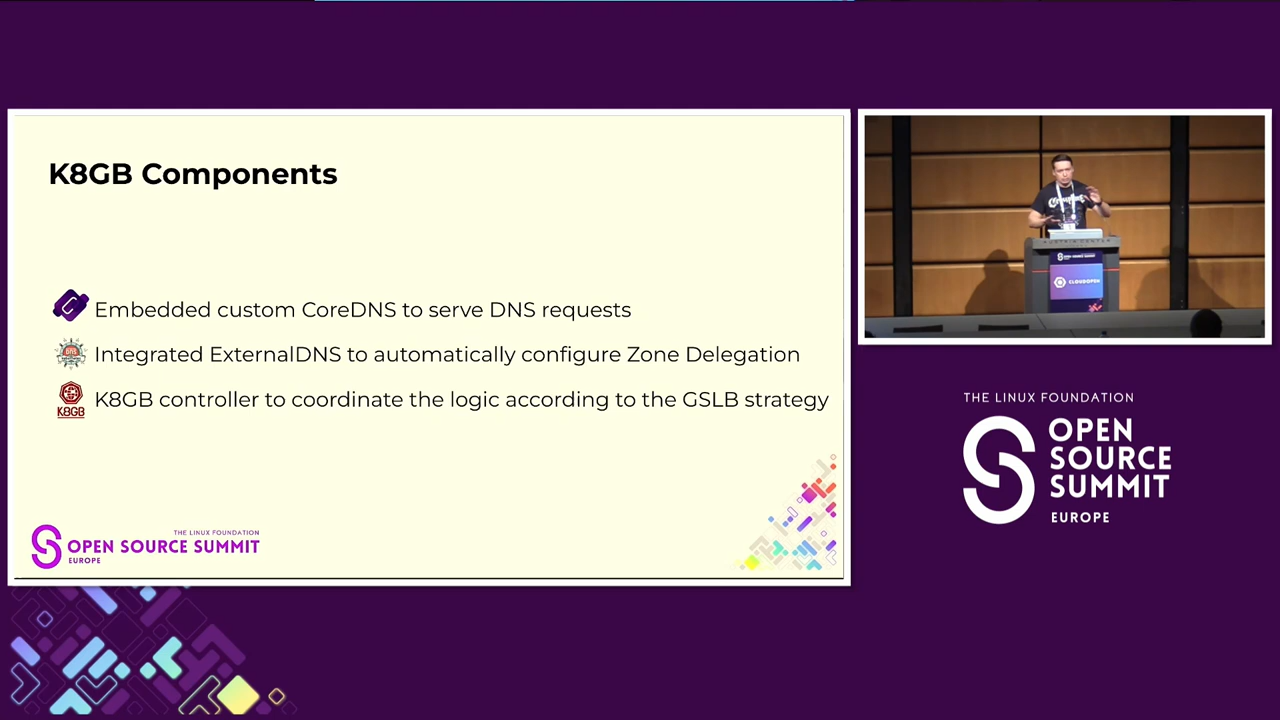 K8GB Components
Embedded custom CoreDNS to serve DNS requests
Integrated ExternalDNS to automatically configure Zone Delegation
K8GB
K8GB controller to coordinate the logic according to the GSLB strategy
THE LINUX FOUNDATION
OPEN SOURCE SUMMIT
EUROPE
CLOUDOPEN
THE LINUX FOUNDATION
OPEN
SOURCE
SUMMIT
EUROPE